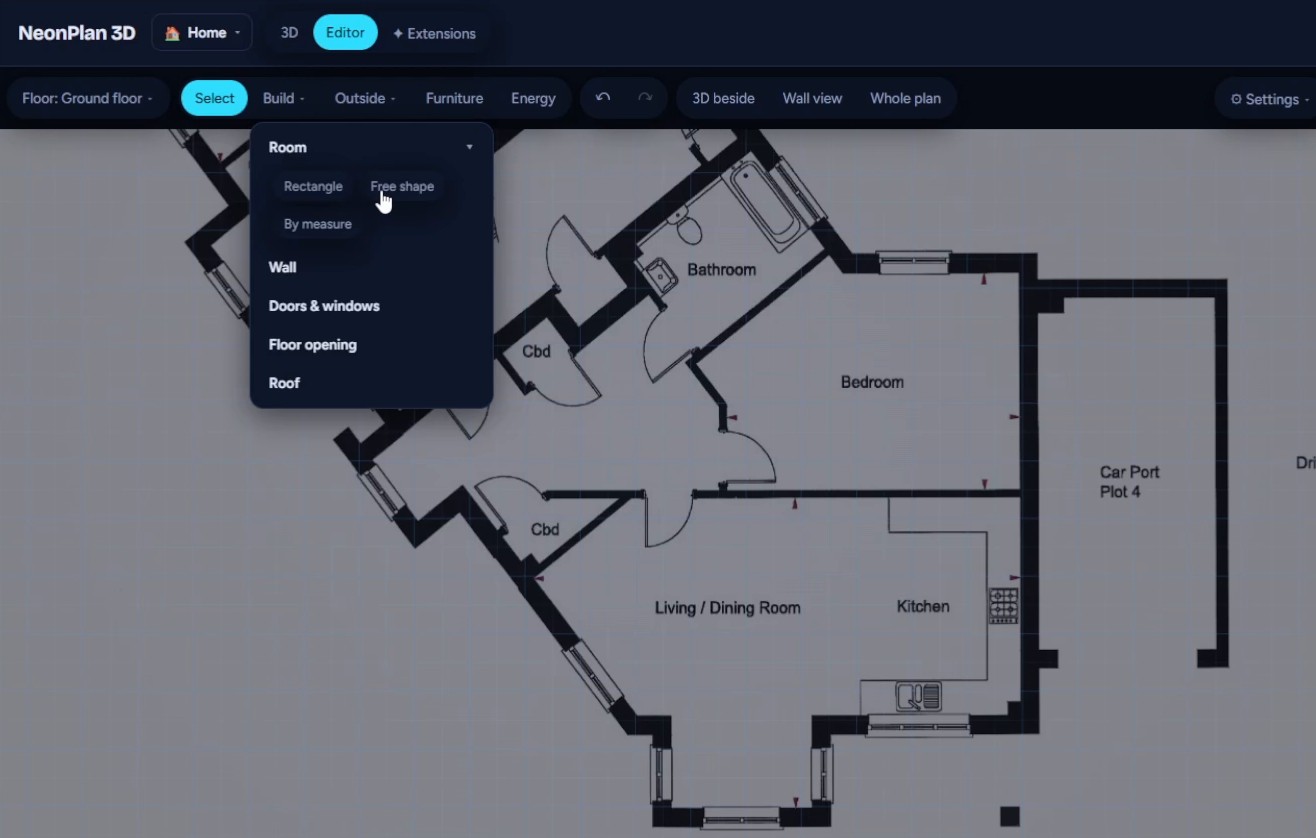 NeonPlan 3D Home 3D Editor Extensions
Floor: Ground floor Select Build Outside Furniture Energy 3D beside Wall view Whole plan Settings
Room
Rectangle Free shape
By measure
Wall
Doors & windows
Floor opening
Roof
Bathroom
Cbd
Bedroom
Car Port
Plot 4
Dri
Cbd
Living / Dining Room
Kitchen